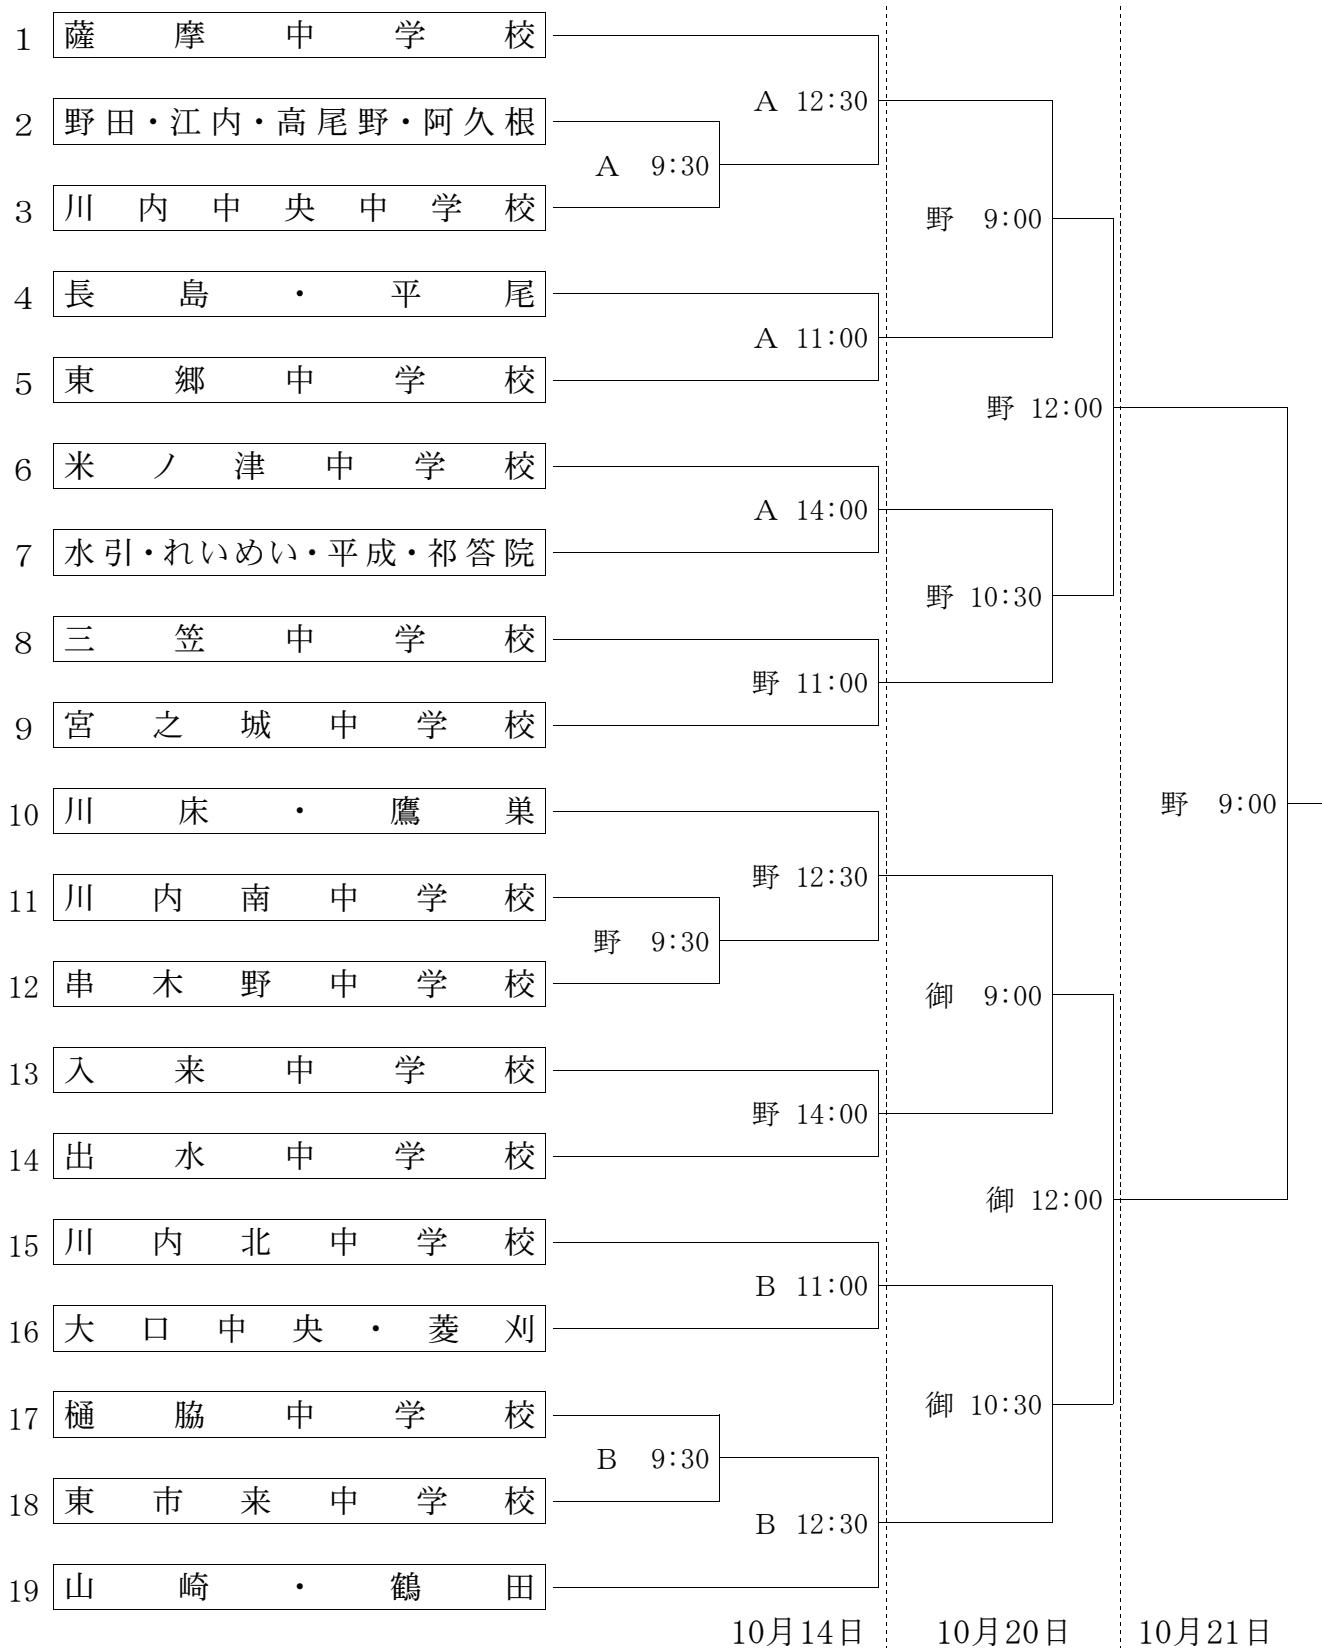 1 薩摩中学校
A 12:30
2 野田・江内・高尾野・阿久根
A 9:30
3 川内中央中学校
野 9:00
4 長島・平尾
A 11:00
5 東郷中学校
野 12:00
6 米ノ津中学校
A 14:00
7 水引・れいめい・平成・祁答院
野 10:30
8 三笠中学校
野 11:00
9 宮之城中学校
10 川床・鷹巣
野 9:00
野 12:30
11 川内南中学校
野 9:30
12 串木野中学校
御 9:00
13 入来中学校
野 14:00
14 出水中学校
御 12:00
15 川内北中学校
B 11:00
16 大口中央・菱刈
御 10:30
17 樋脇中学校
B 9:30
18 東市来中学校
B 12:30
19 山崎・鶴田
10月14日 10月20日 10月21日